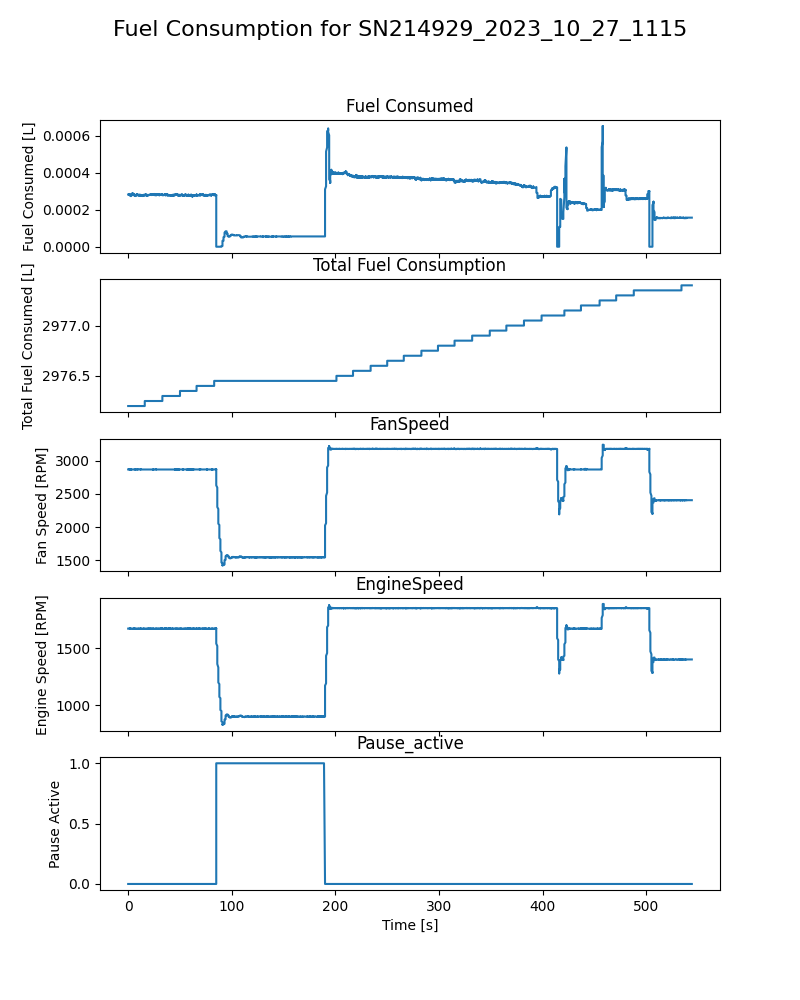 Fuel Consumption for SN214929_2023_10_27_1115
Fuel Consumed
Fuel Consumed [L]
0.0006
0.0004
0.0002
0.0000
Total Fuel Consumption
Total Fuel Consumed [L]
2977.0
2976.5
FanSpeed
Fan Speed [RPM]
3000
2500
2000
1500
EngineSpeed
Engine Speed [RPM]
1500
1000
Pause_active
Pause Active
1.0
0.5
0.0
0 100 200 300 400 500
Time [s]